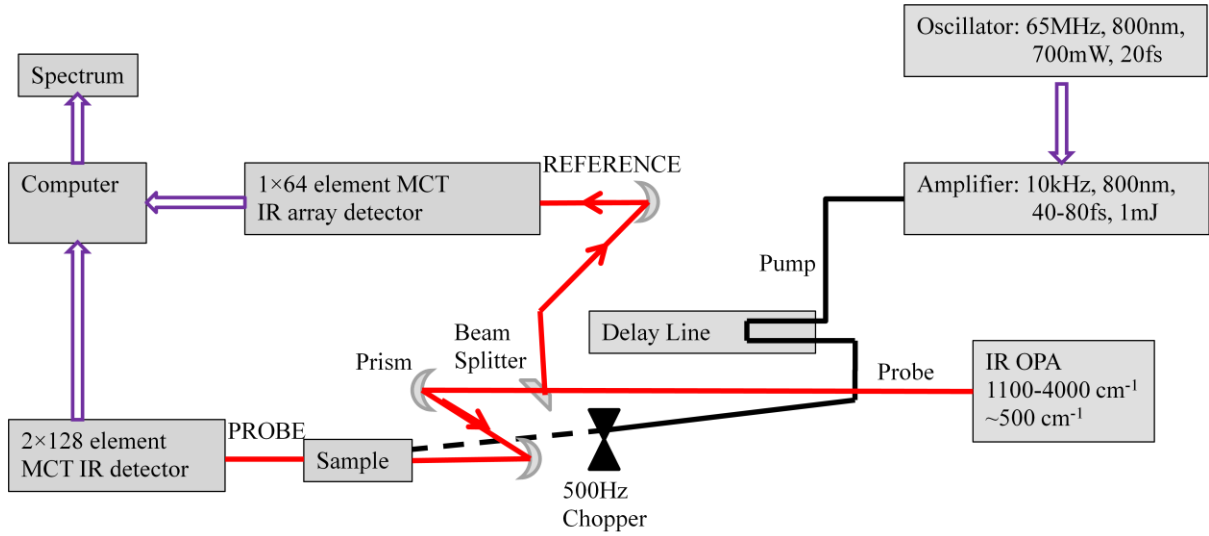 Oscillator: 65MHz, 800nm,
700mW, 20fs
Spectrum
REFERENCE
Computer
1×64 element MCT
IR array detector
Amplifier: 10kHz, 800nm,
40-80fs, 1mJ
Pump
Delay Line
Beam
Splitter
Prism
Probe
IR OPA
1100-4000 cm⁻¹
~500 cm⁻¹
2×128 element
MCT IR detector
PROBE
Sample
500Hz
Chopper